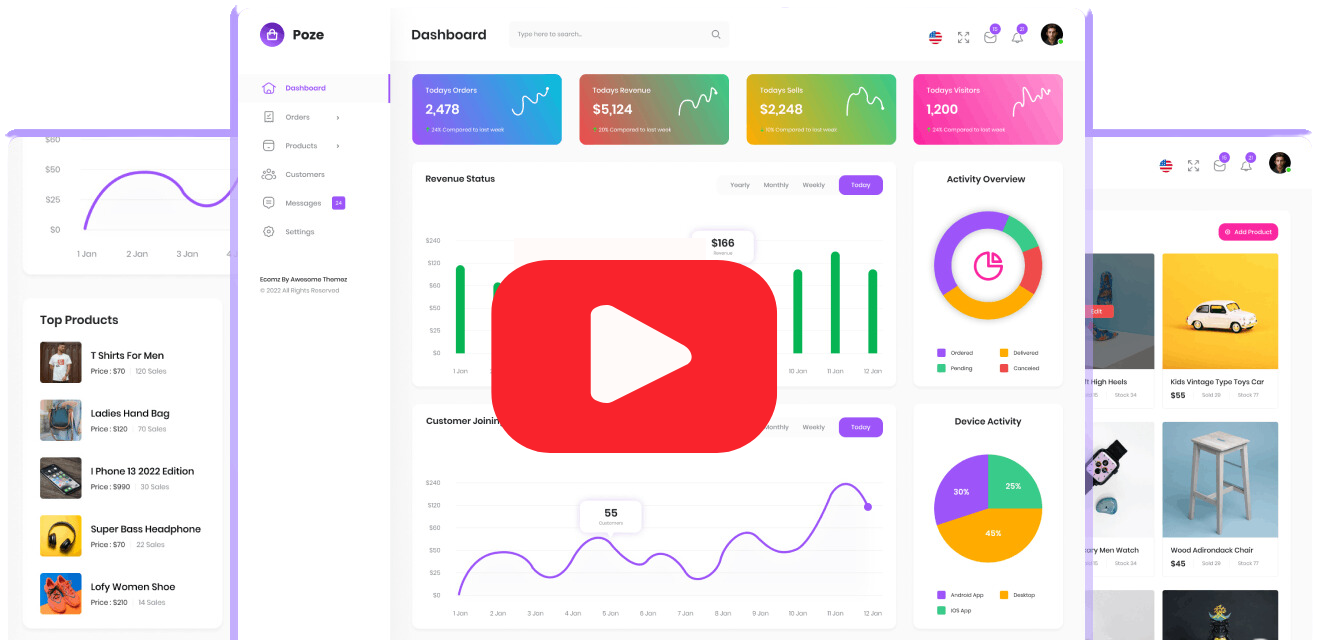 Poze
Dashboard
Type here to search..
15
21
Dashboard
Orders
Products
Customers
Messages
24
Settings
Ecomz By Awesome Themez
© 2022 All Rights Reserved
Todays Orders
2,478
24% Compared to last week
Todays Revenue
$5,124
20% Compared to last week
Todays Sells
$2,248
Compared to last week
Todays Visitors
1,200
24% Compared to last week
Revenue Status
Yearly Monthly Weekly Today
$166
Revenue
$240
$120
$60
$50
$25
$0
1 Jan
10 Jan 11 Jan 12 Jan
Activity Overview
Ordered
Delivered
Pending
Canceled
Customer Joinin
Monthly Weekly Today
$240
$120
$60
$50
$25
$0
55
Customers
1 Jan 2 Jan 3 Jan 4 Jan 5 Jan 6 Jan 7 Jan 8 Jan 9 Jan 10 Jan 11 Jan 12 Jan
Device Activity
30%
25%
45%
Android App
Desktop
IOS App
$60
$50
$25
$0
1 Jan 2 Jan 3 Jan 4
Top Products
T Shirts For Men
Price : $70 120 Sales
Ladies Hand Bag
Price : $120 70 Sales
I Phone 13 2022 Edition
Price : $990 30 Sales
Super Bass Headphone
Price : $70 22 Sales
Lofy Women Shoe
Price : $210 14 Sales
15
21
Add Product
Edit
High Heels
Stock 34
Kids Vintage Type Toys Car
$55 Sold 29 Stock 77
ory Men Watch
Stock 34
Wood Adirondack Chair
$45 Sold 29 Stock 77